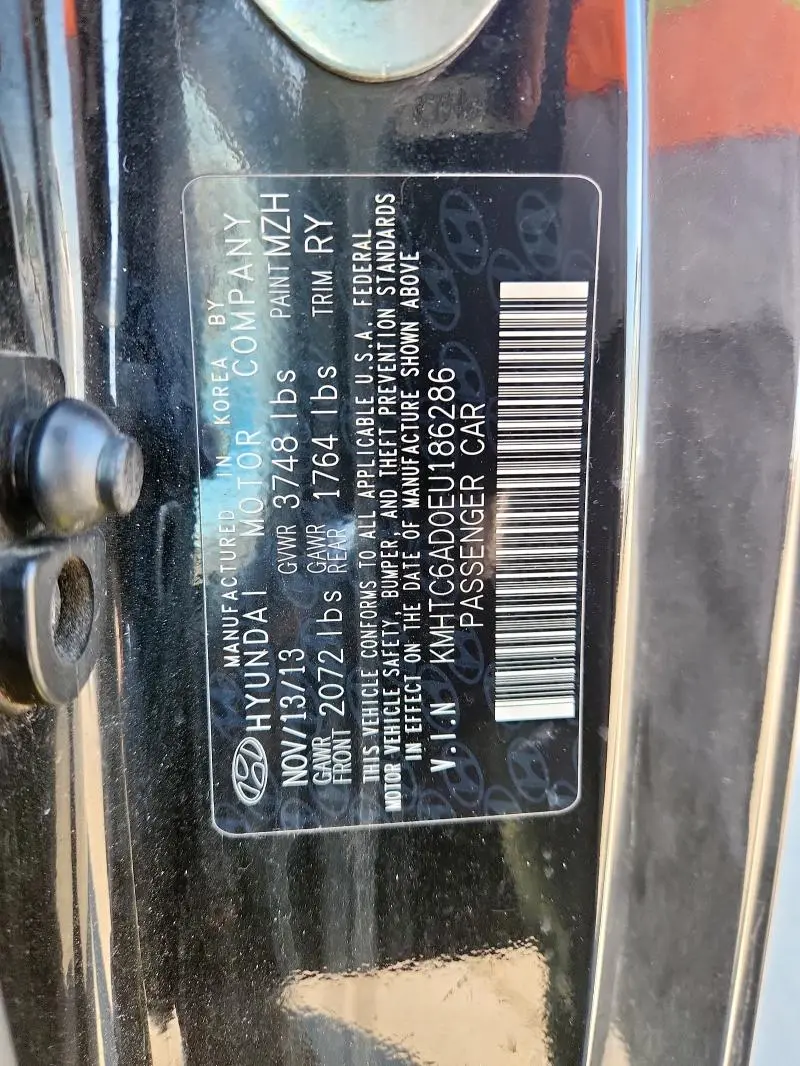 MANUFACTURED IN KOREA BY
HYUNDAI MOTOR COMPANY
NOV/13/13 GVWR 3748 lbs PAINT MZH
GAWR FRONT 2072 lbs GAWR REAR 1764 lbs TRIM RY
THIS VEHICLE CONFORMS TO ALL APPLICABLE U.S.A. FEDERAL
MOTOR VEHICLE SAFETY, BUMPER, AND THEFT PREVENTION STANDARDS
IN EFFECT ON THE DATE OF MANUFACTURE SHOWN ABOVE
V.I.N KMHTC6AD0EU186286
PASSENGER CAR